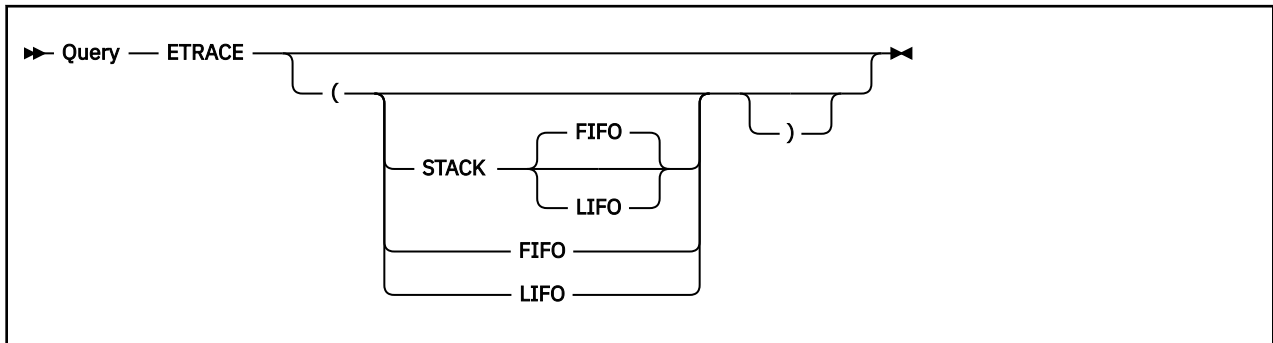 Query ETRACE
(
)
FIFO
STACK
LIFO
FIFO
LIFO